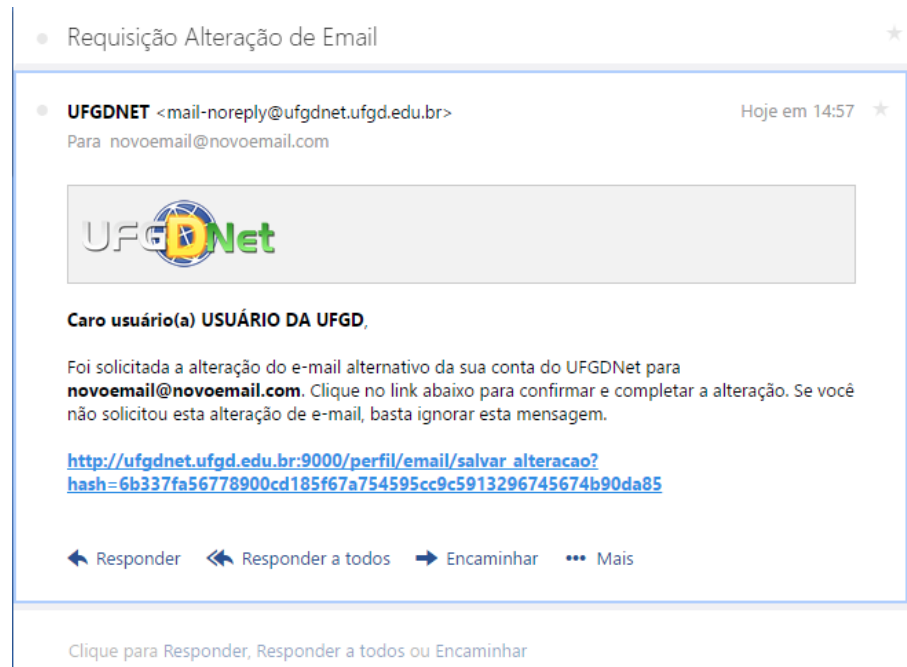 Requisição Alteração de Email
UFGDNET <mail-noreply@ufgdnet.ufgd.edu.br> Hoje em 14:57
Para novoemail@novoemail.com
UFGDNet
Caro usuário(a) USUÁRIO DA UFGD,
Foi solicitada a alteração do e-mail alternativo da sua conta do UFGDNet para
novoemail@novoemail.com. Clique no link abaixo para confirmar e completar a alteração. Se você
não solicitou esta alteração de e-mail, basta ignorar esta mensagem.
http://ufgdnet.ufgd.edu.br:9000/perfil/email/salvar_alteracao?
hash=6b337fa56778900cd185f67a754595cc9c5913296745674b90da85
Responder Responder a todos Encaminhar ••• Mais
Clique para Responder, Responder a todos ou Encaminhar